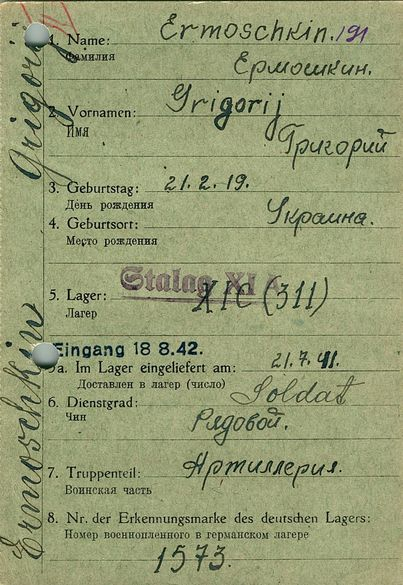 1. Name: Ermoschkin. 191
Фамилия
Ермошкин.
2. Vornamen: Grigorij
ИМЯ
Григорий
3. Geburtstag: 21.2.19.
День рождения
Украина.
4. Geburtsort:
Место рождения
Stalag XI A
5. Lager: XIC (311)
Лагер
Eingang 18 8.42.
a. Im Lager eingeliefert am: 21.7.41.
Доставлен в лагер (число)
6. Dienstgrad: Soldat
Чин
Рядовой.
7. Truppenteil: Артиллерия.
Воинская часть
8. Nr. der Erkennungsmarke des deutschen Lagers:
Номер военнопленного в германском лагере
1573.
Ermoschkin Grigorij